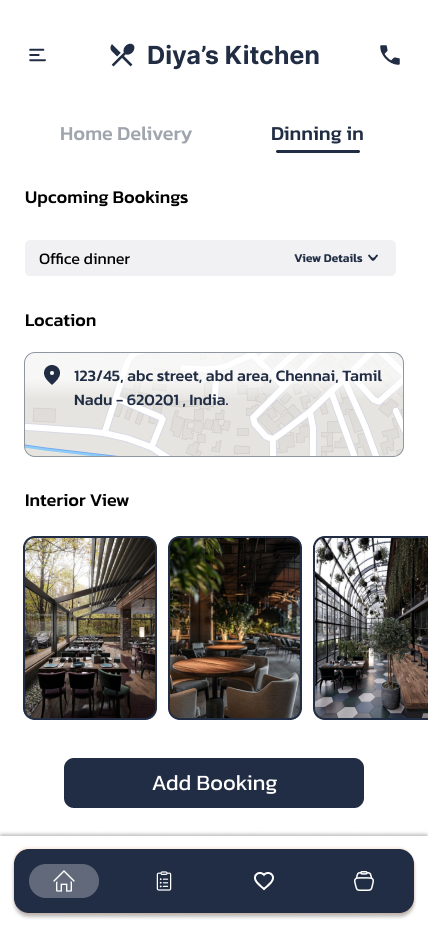 Diya's Kitchen
Home Delivery
Dinning in
Upcoming Bookings
Office dinner
View Details
Location
123/45, abc street, abd area, Chennai, Tamil
Nadu - 620201 , India.
Interior View
Add Booking